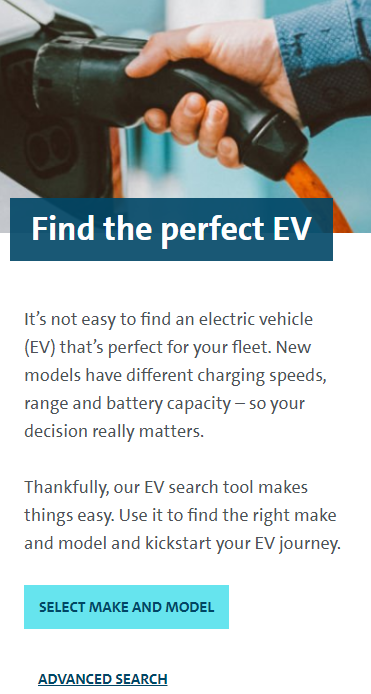 Find the perfect EV
It’s not easy to find an electric vehicle
(EV) that’s perfect for your fleet. New
models have different charging speeds,
range and battery capacity – so your
decision really matters.
Thankfully, our EV search tool makes
things easy. Use it to find the right make
and model and kickstart your EV journey.
SELECT MAKE AND MODEL
ADVANCED SEARCH